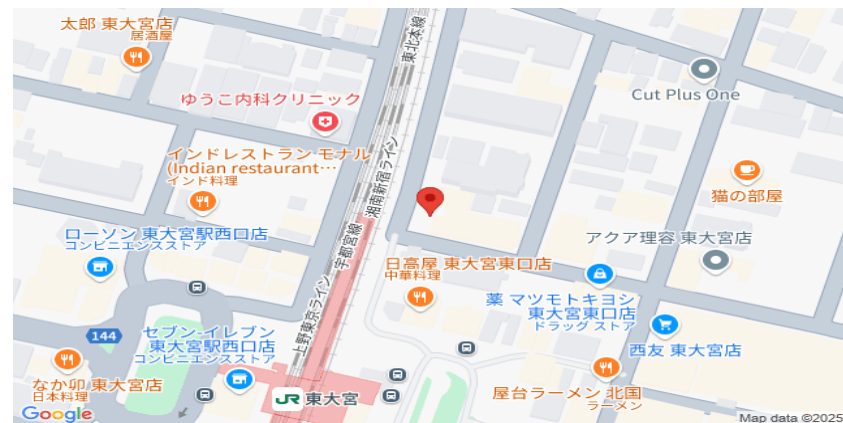 太郎 東大宮店
居酒屋
東北本線
Cut Plus One
ゆうこ内科クリニック
インドレストラン モナル
(Indian restaurant…
インド料理
湘南新宿ライン
猫の部屋
ローソン 東大宮駅西口店
コンビニエンスストア
宇都宮線
アクア理容 東大宮店
日高屋 東大宮東口店
中華料理
上野東京ライン
薬 マツモトキヨシ
東大宮東口店
ドラッグ ストア
144
セブン-イレブン
東大宮駅西口店
コンビニエンスストア
西友 東大宮店
なか卯 東大宮店
日本料理
JR 東大宮
屋台ラーメン 北国
ラーメン
Google
Map data ©2025